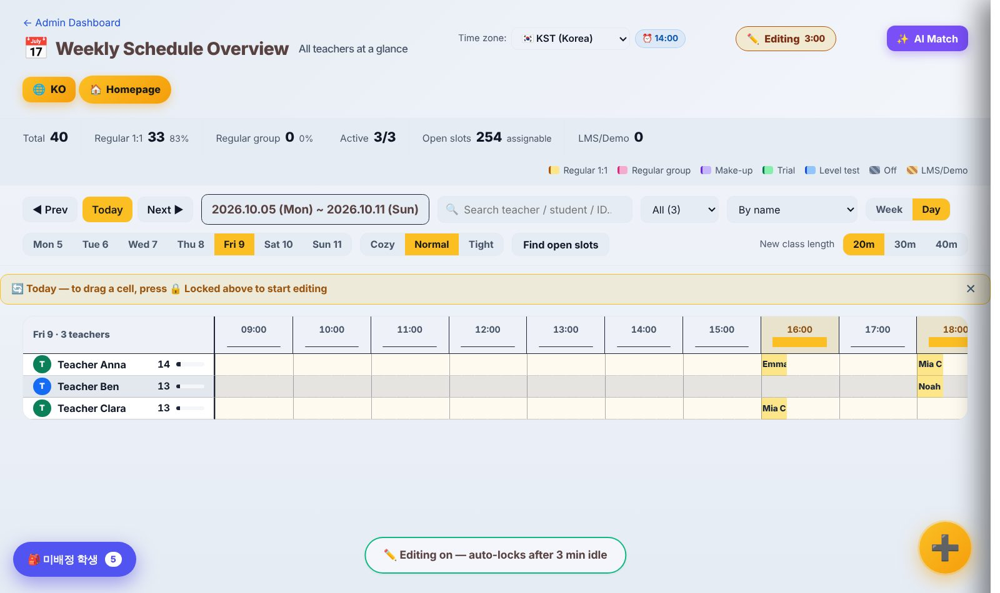 ← Admin Dashboard
July 17 Weekly Schedule Overview All teachers at a glance
Time zone: KST (Korea) 14:00
Editing 3:00
AI Match
KO
Homepage
Total 40 Regular 1:1 33 83% Regular group 0 0% Active 3/3 Open slots 254 assignable LMS/Demo 0
Regular 1:1 Regular group Make-up Trial Level test Off LMS/Demo
◀ Prev Today Next ▶ 2026.10.05 (Mon) ~ 2026.10.11 (Sun) Search teacher / student / ID.. All (3) By name Week Day
Mon 5 Tue 6 Wed 7 Thu 8 Fri 9 Sat 10 Sun 11 Cozy Normal Tight Find open slots New class length 20m 30m 40m
Today — to drag a cell, press 🔒 Locked above to start editing ✕
Fri 9 · 3 teachers 09:00 10:00 11:00 12:00 13:00 14:00 15:00 16:00 17:00 18:00
T Teacher Anna 14 Emma Mia C
T Teacher Ben 13 Noah
T Teacher Clara 13 Mia C
미배정 학생 5
Editing on — auto-locks after 3 min idle